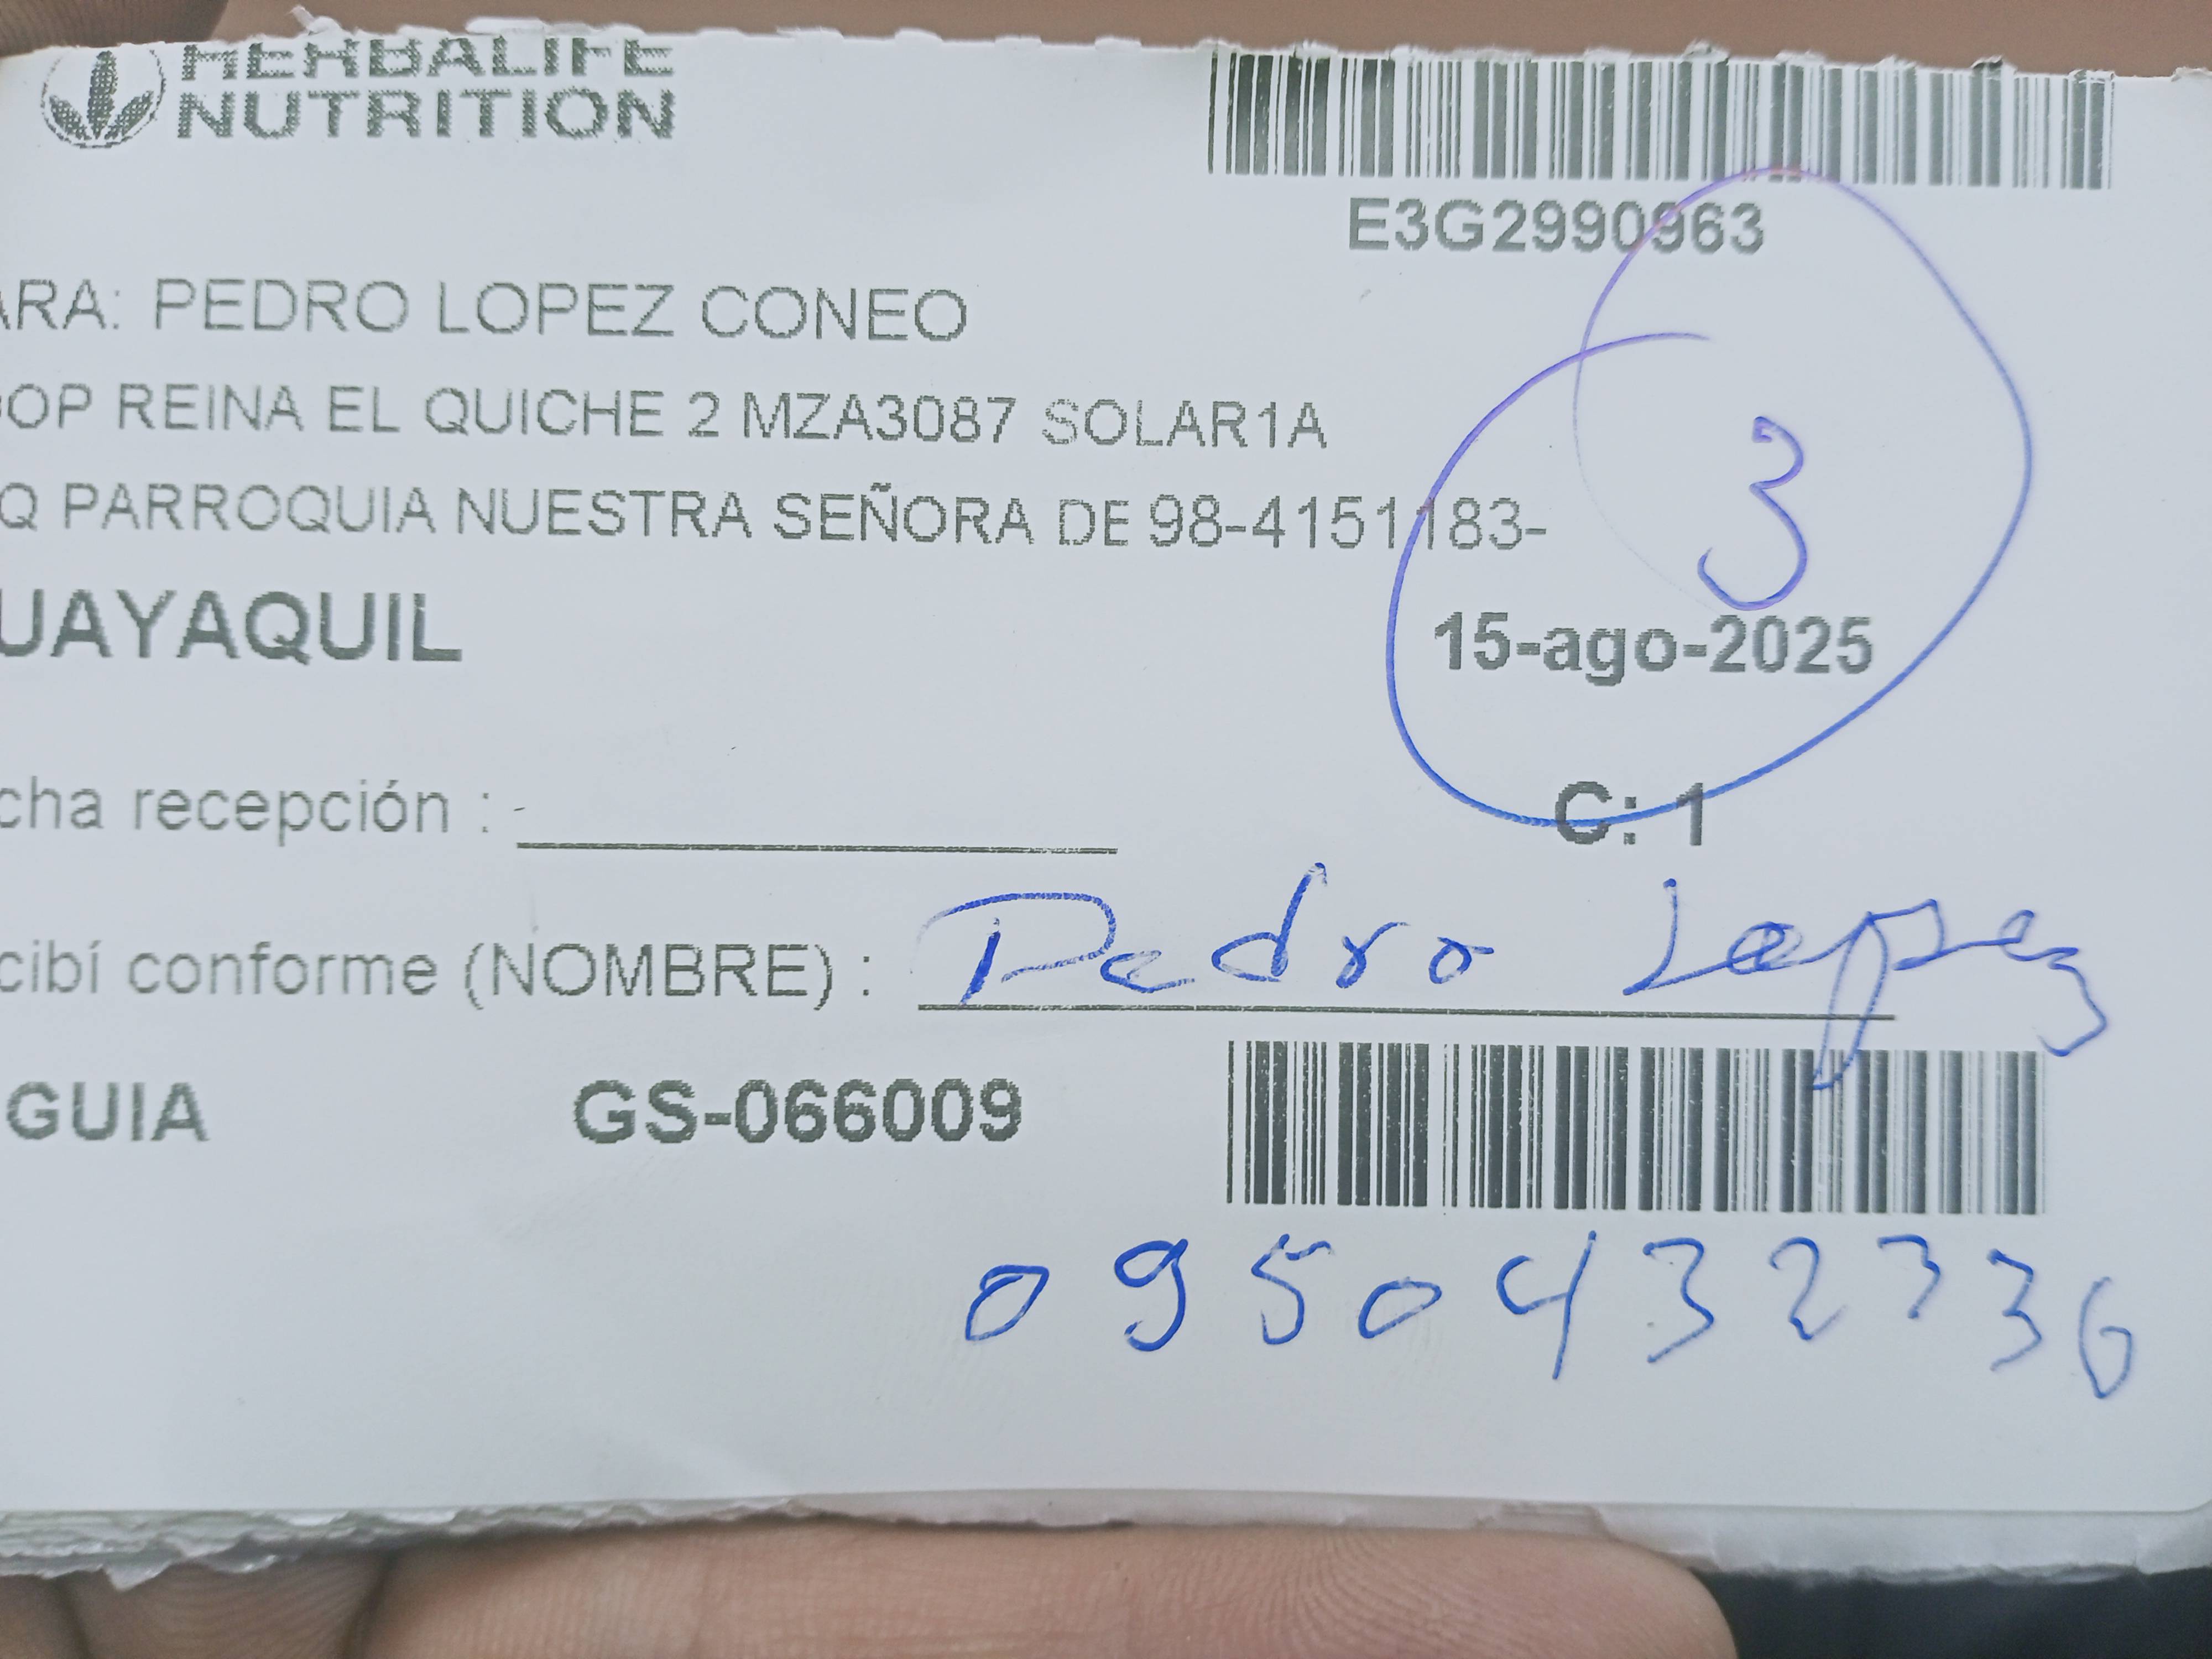 HERBALIFE
NUTRITION
E3G2990963
ARA: PEDRO LOPEZ CONEO
OOP REINA EL QUICHE 2 MZA3087 SOLAR1A
Q PARROQUIA NUESTRA SEÑORA DE 98-4151183-
3
UAYAQUIL
15-ago-2025
cha recepción :
C: 1
cibí conforme (NOMBRE) : Pedro Lopez
GUIA GS-066009
0950432336